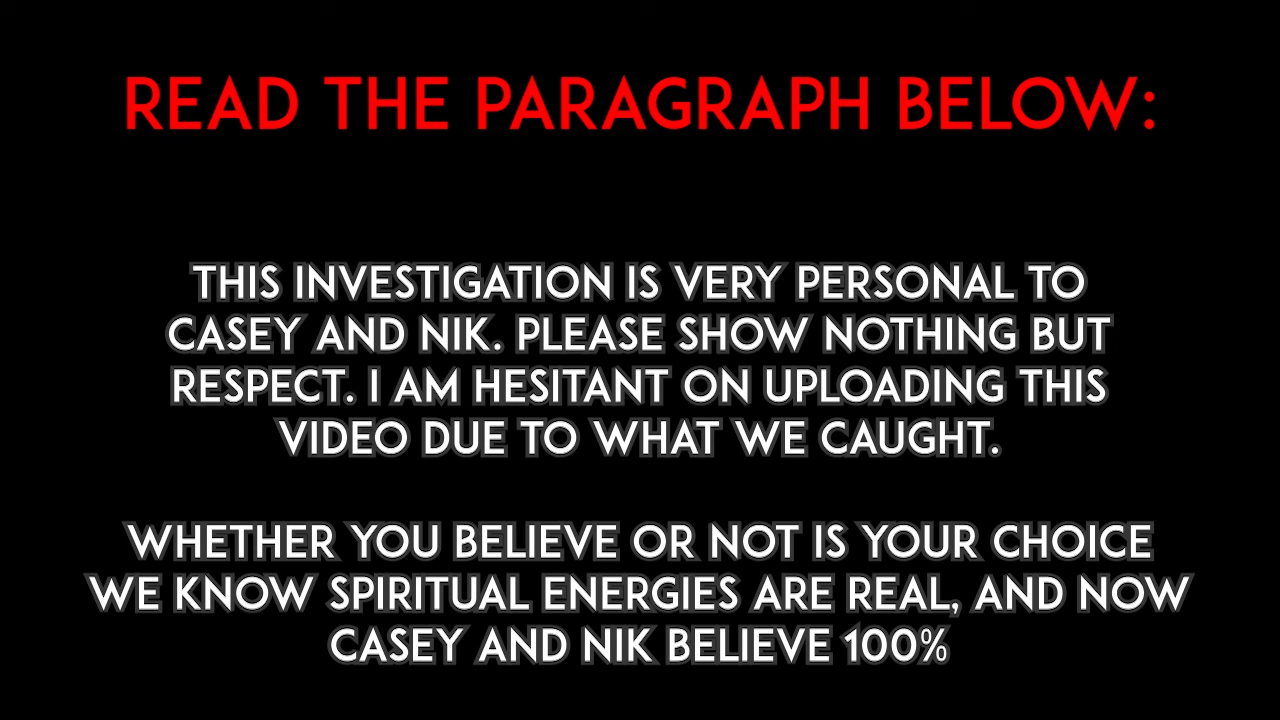 READ THE PARAGRAPH BELOW:
THIS INVESTIGATION IS VERY PERSONAL TO
CASEY AND NIK. PLEASE SHOW NOTHING BUT
RESPECT. I AM HESITANT ON UPLOADING THIS
VIDEO DUE TO WHAT WE CAUGHT.
WHETHER YOU BELIEVE OR NOT IS YOUR CHOICE
WE KNOW SPIRITUAL ENERGIES ARE REAL, AND NOW
CASEY AND NIK BELIEVE 100%